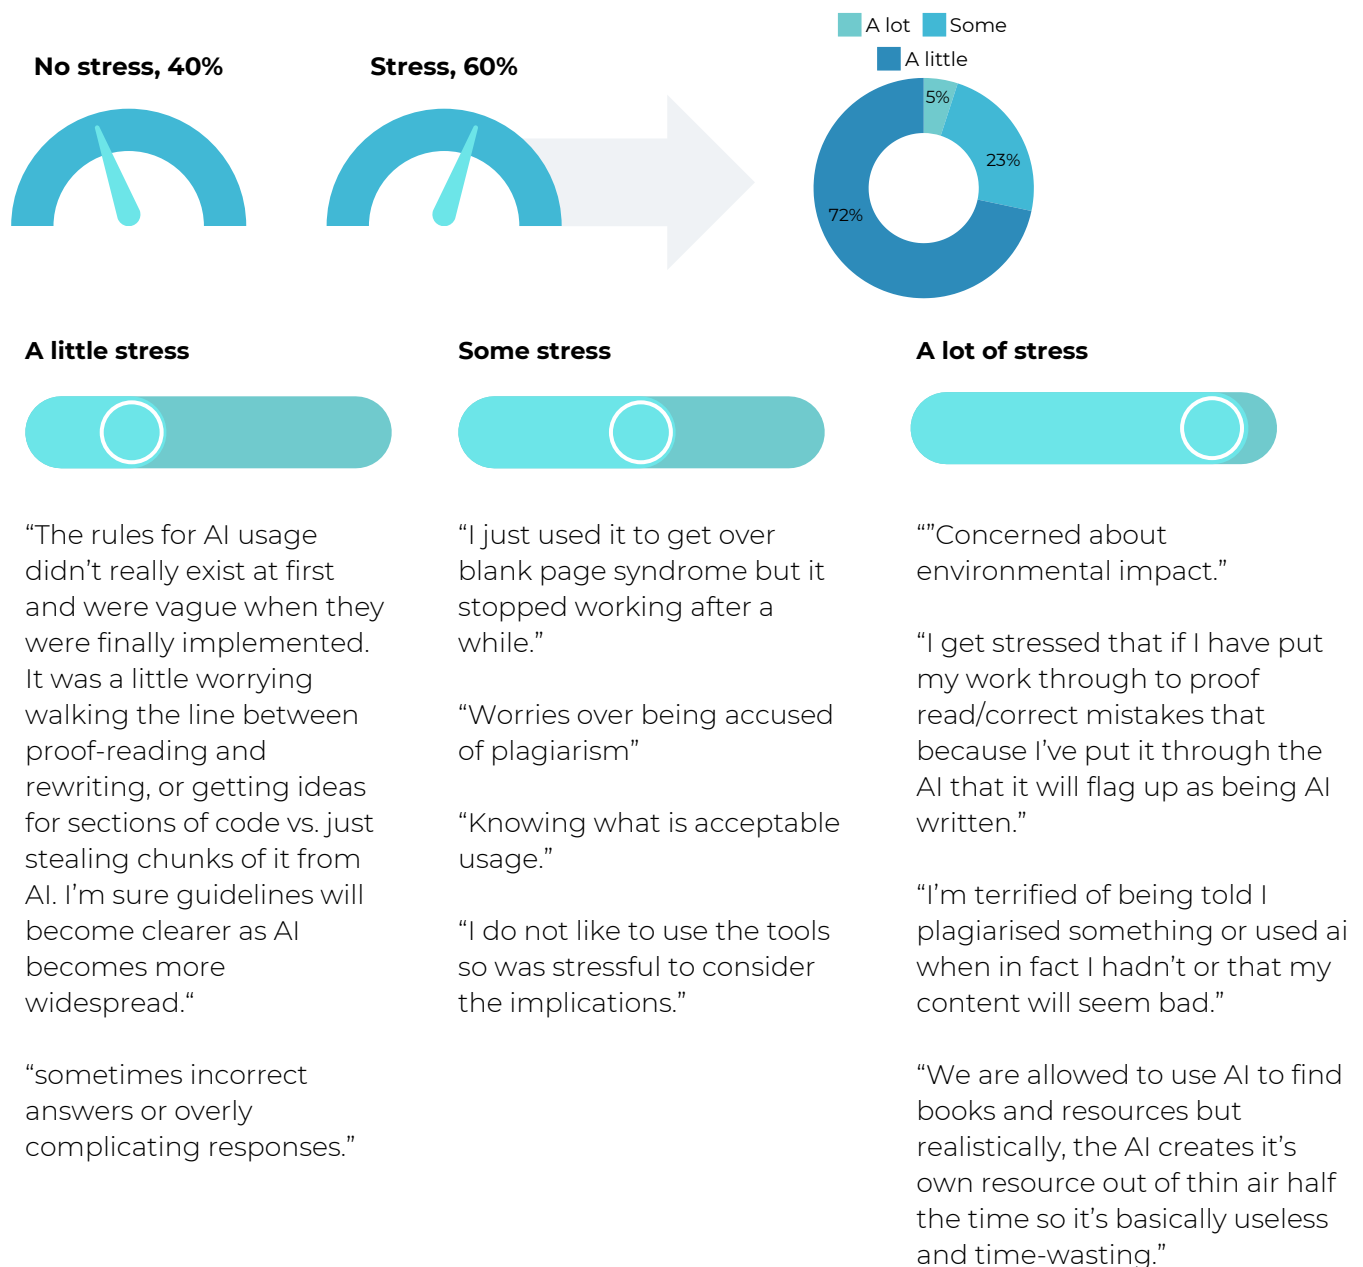 No stress, 40%
Stress, 60%
A lot
Some
A little
5%
23%
72%
A little stress
“The rules for AI usage
didn’t really exist at first
and were vague when they
were finally implemented.
It was a little worrying
walking the line between
proof-reading and
rewriting, or getting ideas
for sections of code vs. just
stealing chunks of it from
AI. I’m sure guidelines will
become clearer as AI
becomes more
widespread.“
“sometimes incorrect
answers or overly
complicating responses.”
Some stress
“I just used it to get over
blank page syndrome but it
stopped working after a
while.”
“Worries over being accused
of plagiarism”
“Knowing what is acceptable
usage.”
“I do not like to use the tools
so was stressful to consider
the implications.”
A lot of stress
“”Concerned about
environmental impact.”
“I get stressed that if I have put
my work through to proof
read/correct mistakes that
because I’ve put it through the
AI that it will flag up as being AI
written.”
“I’m terrified of being told I
plagiarised something or used ai
when in fact I hadn’t or that my
content will seem bad.”
“We are allowed to use AI to find
books and resources but
realistically, the AI creates it’s
own resource out of thin air half
the time so it’s basically useless
and time-wasting.”